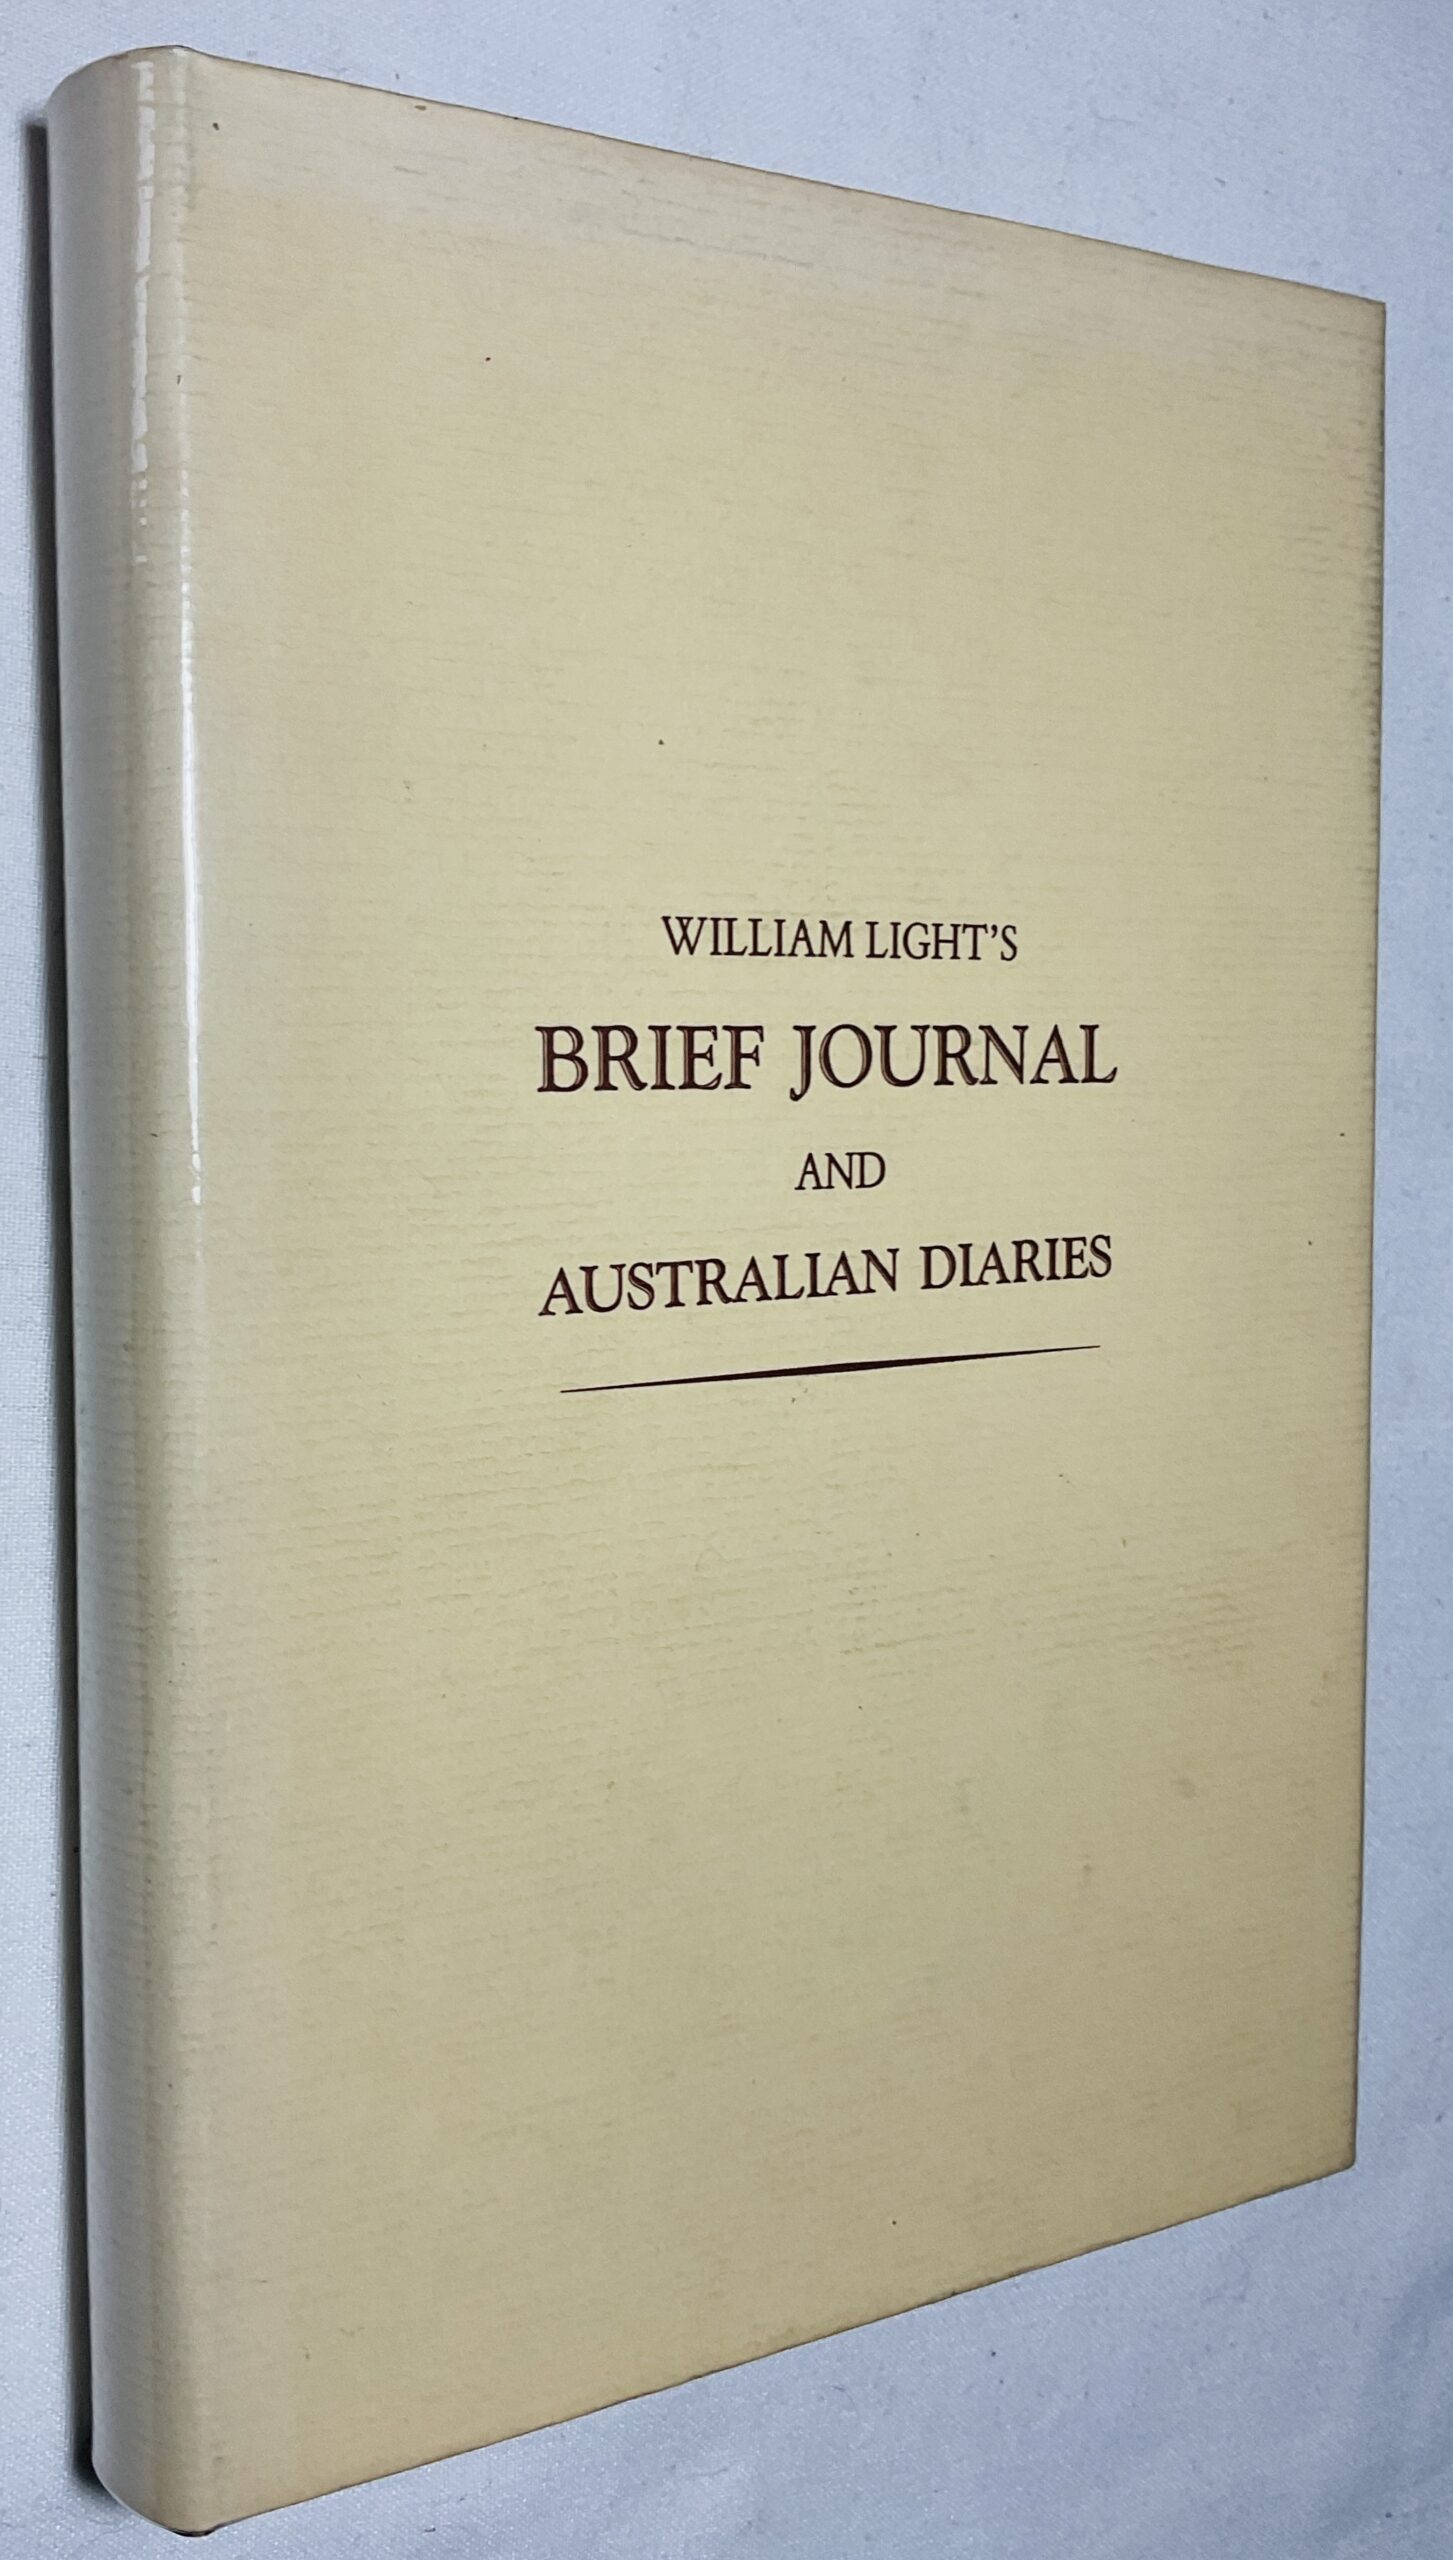 WILLIAM LIGHT'S
BRIEF JOURNAL
AND
AUSTRALIAN DIARIES